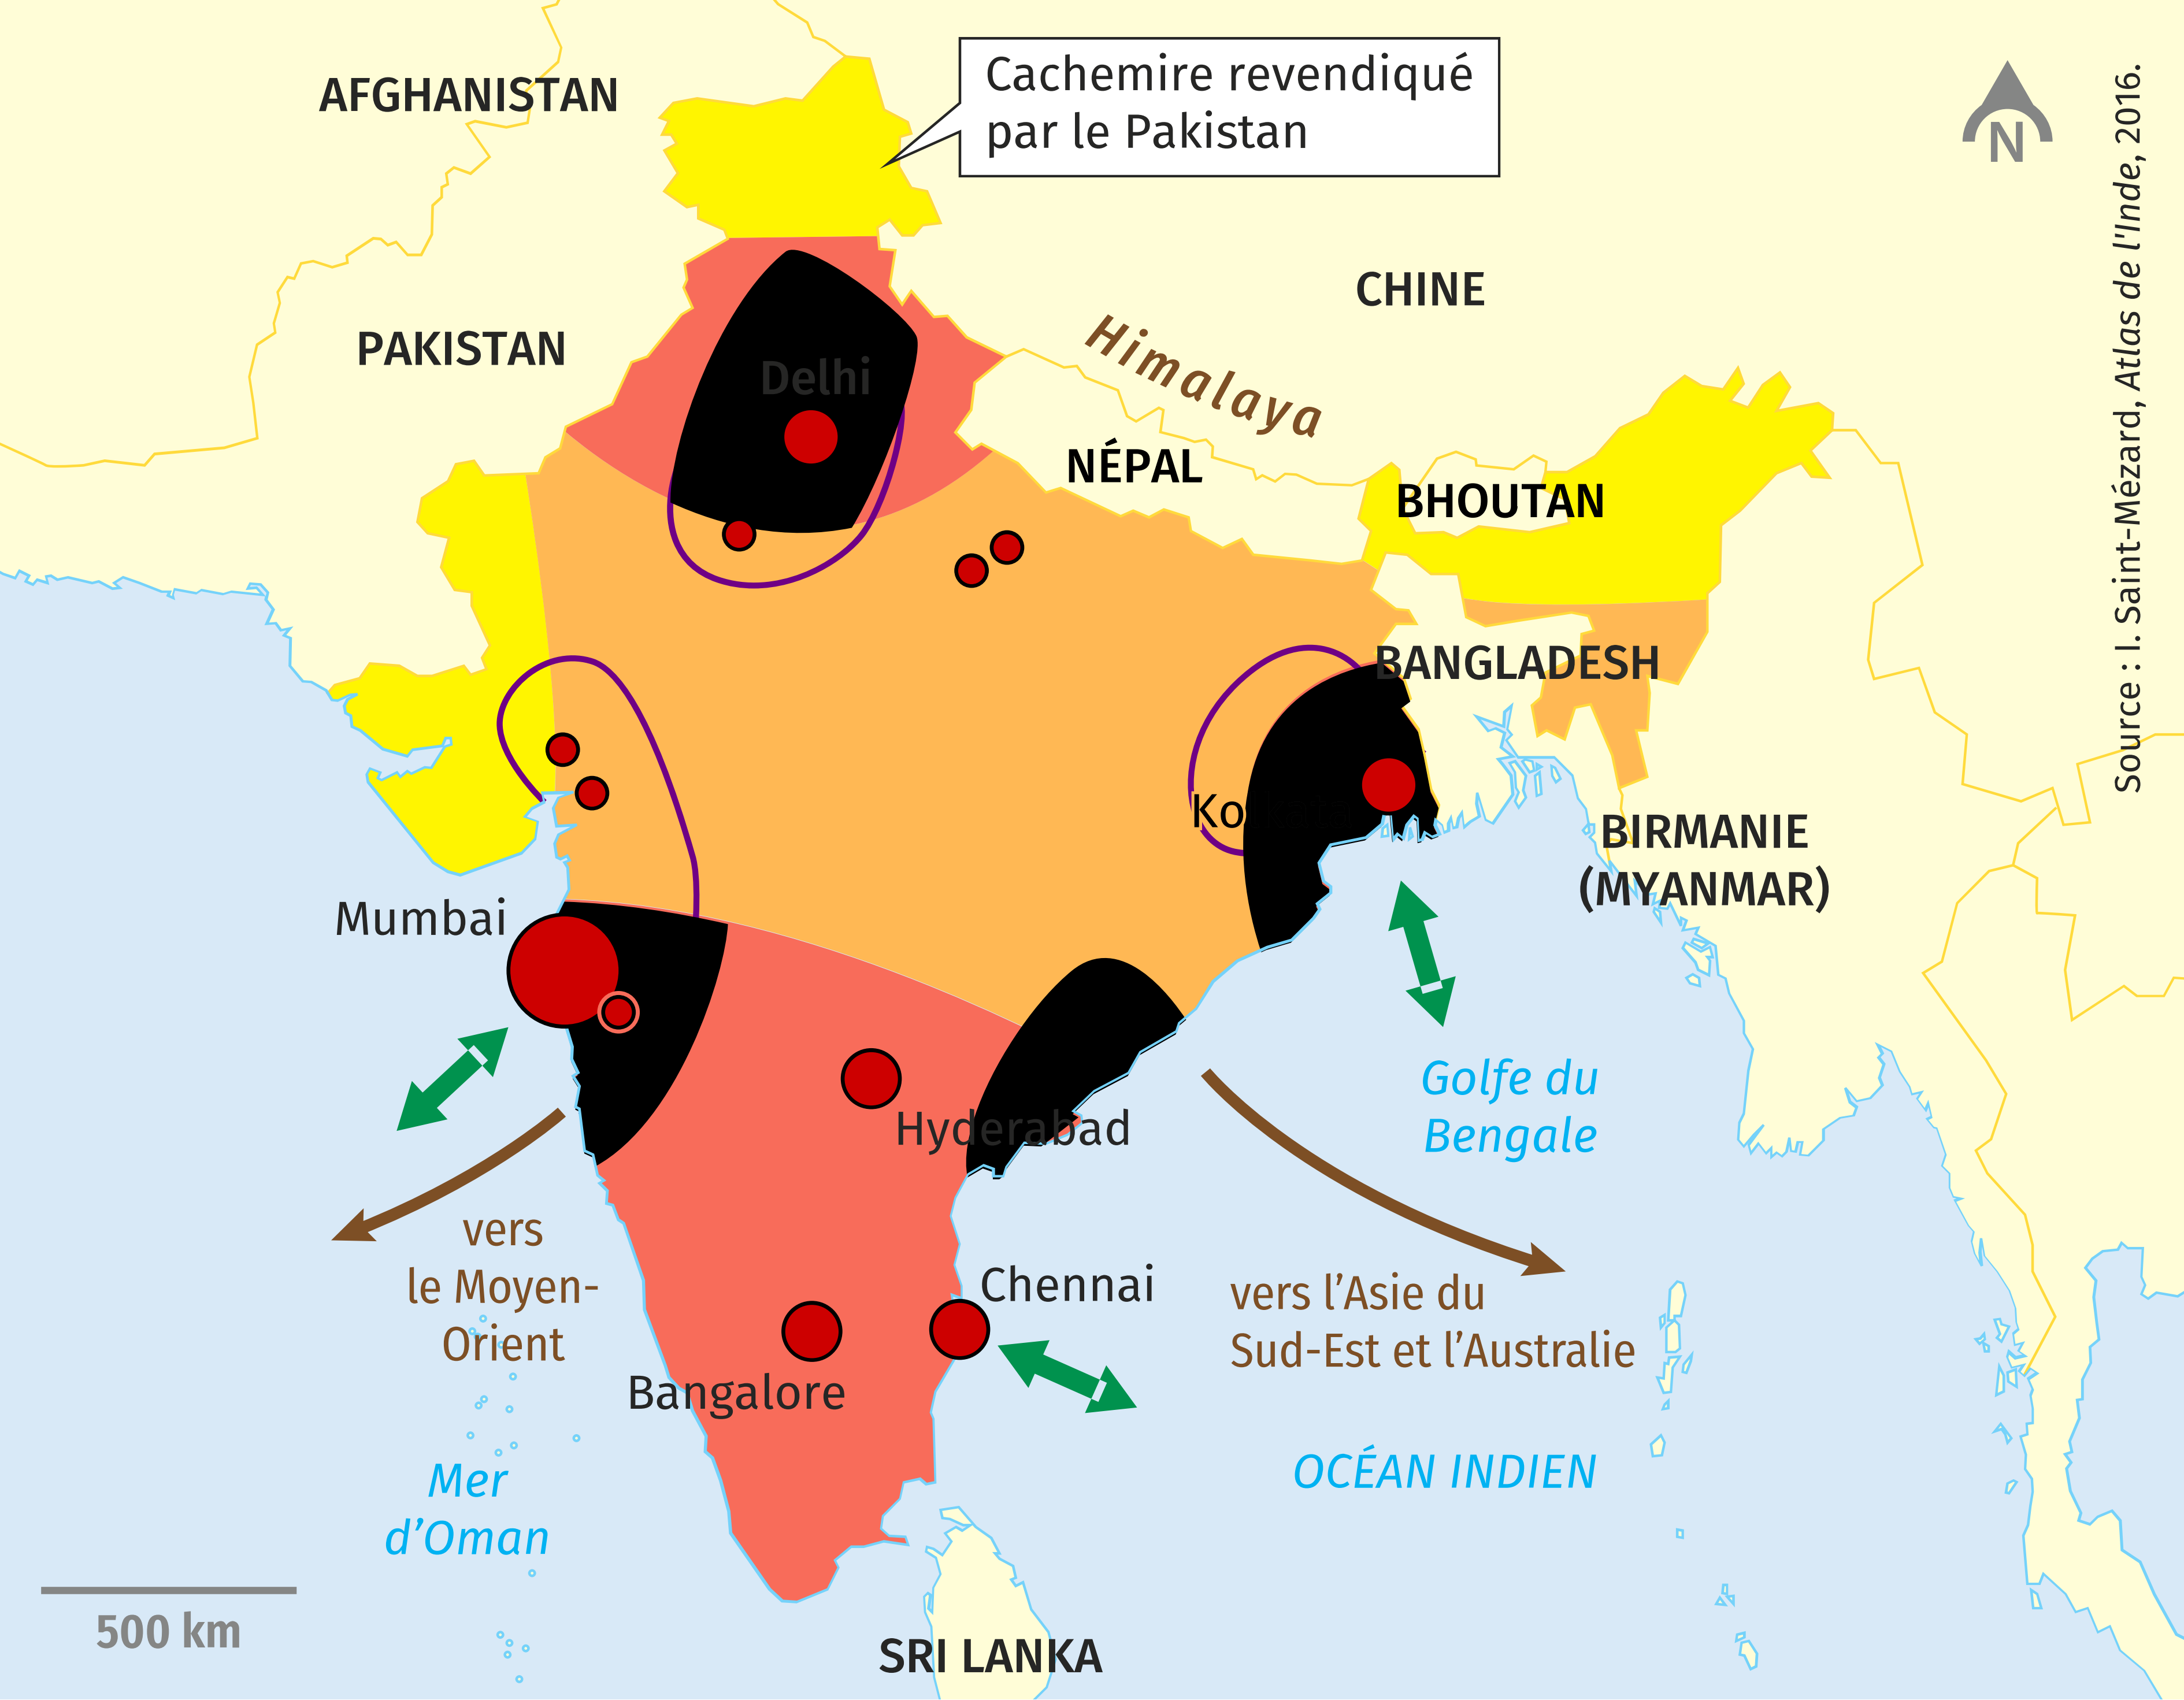 AFGHANISTAN
Cachemire revendiqué
par le Pakistan
N
Source : I. Saint-Mézard, Atlas de l'Inde, 2016.
CHINE
PAKISTAN
Himalaya
Delhi
NÉPAL
BHOUTAN
BANGLADESH
Ko
BIRMANIE
(MYANMAR)
Mumbai
Golfe du
Bengale
Hyderabad
vers
le Moyen-
Orient
Chennai
vers l’Asie du
Sud-Est et l’Australie
Bangalore
OCÉAN INDIEN
Mer
d’Oman
500 km
SRI LANKA